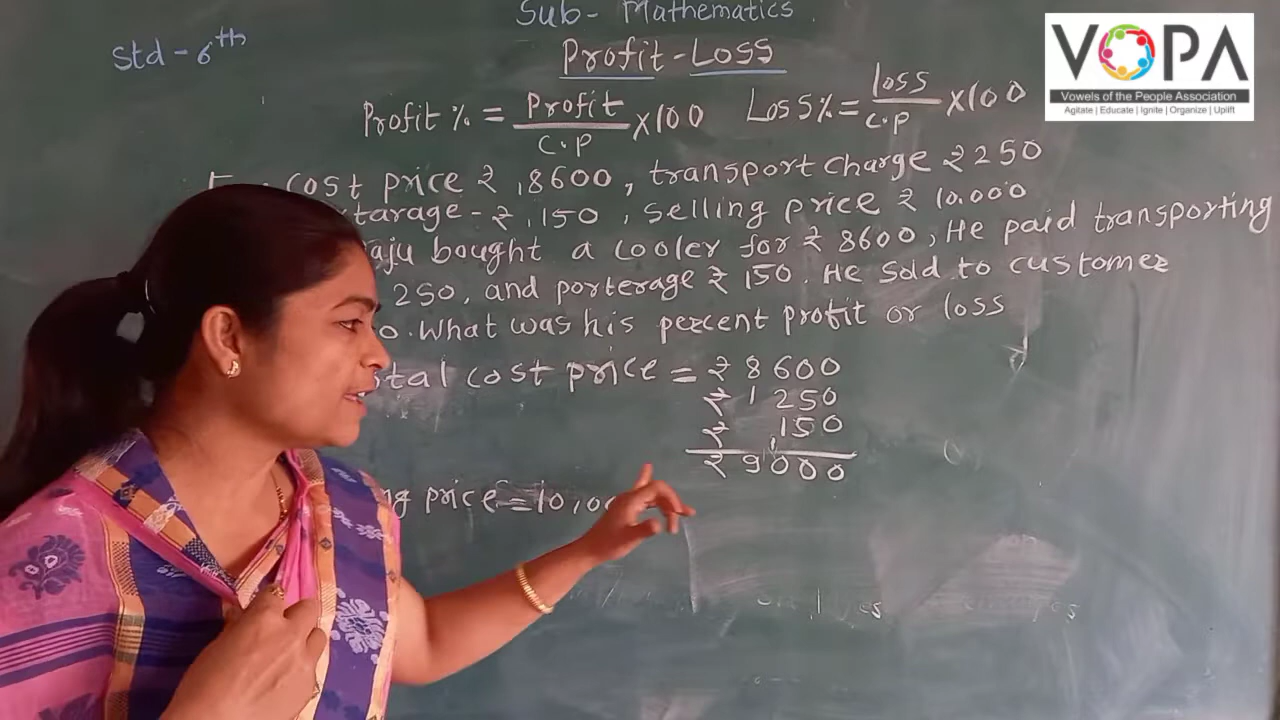 Sub- Mathematics
Std - 6th
Profit - Loss
Profit % = Profit / C.P × 100 Loss % = loss / C.P × 100
cost price ₹ 8600, transport charge ₹ 250
- ₹ 150, Selling price ₹ 10,000
bought a cooler for ₹ 8600, He paid transporting
250, and porterage ₹ 150. He sold to customer
What was his percent profit or loss
cost price = ₹ 8600
₹ 250
₹ 150
₹ 9000
price = 10,00
VOPA
Vowels of the People Association
Agitate | Educate | Ignite | Organize | Uplift